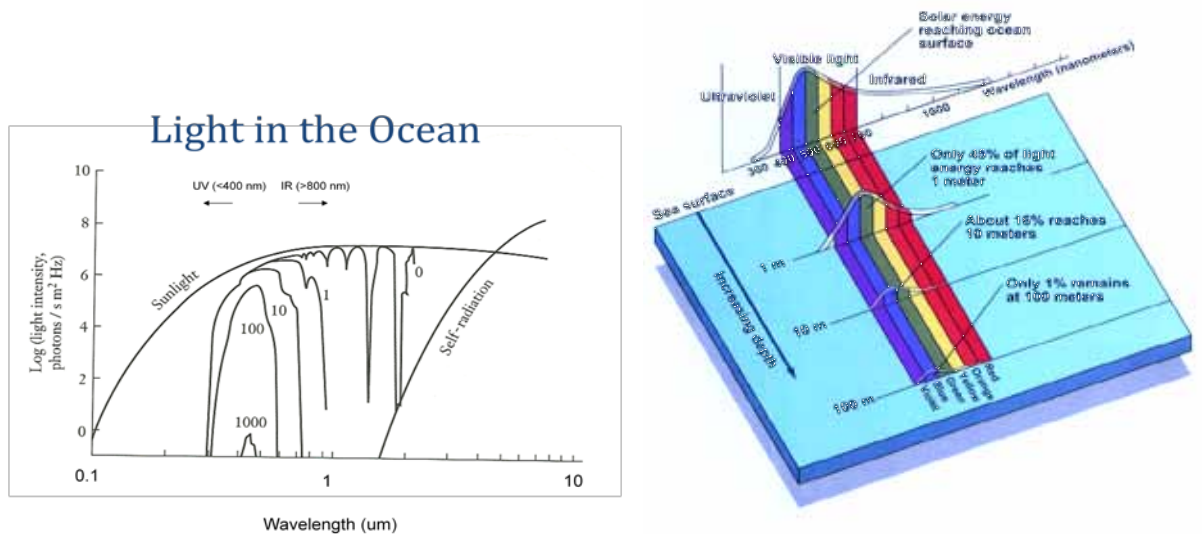 Light in the Ocean
10
8
6
4
2
0
Log (light intensity,
photons / s m² Hz)
UV (<400 nm)
IR (>800 nm)
Sunlight
Self-radiation
0
1
10
100
1000
0.1
1
10
Wavelength (um)
Solar energy
reaching ocean
surface
Visible light
Infrared
Ultraviolet
Wavelength (nanometers)
300 400 500
1000
Sea surface
Only 45% of light
energy reaches
1 meter
About 16% reaches
10 meters
Only 1% remains
at 100 meters
Increasing depth
1 m
10 m
100 m
Violet
Blue
Green
Yellow
Orange
Red